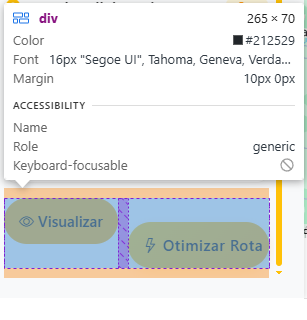 div 265 × 70
Color #212529
Font 16px "Segoe UI", Tahoma, Geneva, Verda...
Margin 10px 0px
ACCESSIBILITY
Name
Role generic
Keyboard-focusable
Visualizar
Otimizar Rota